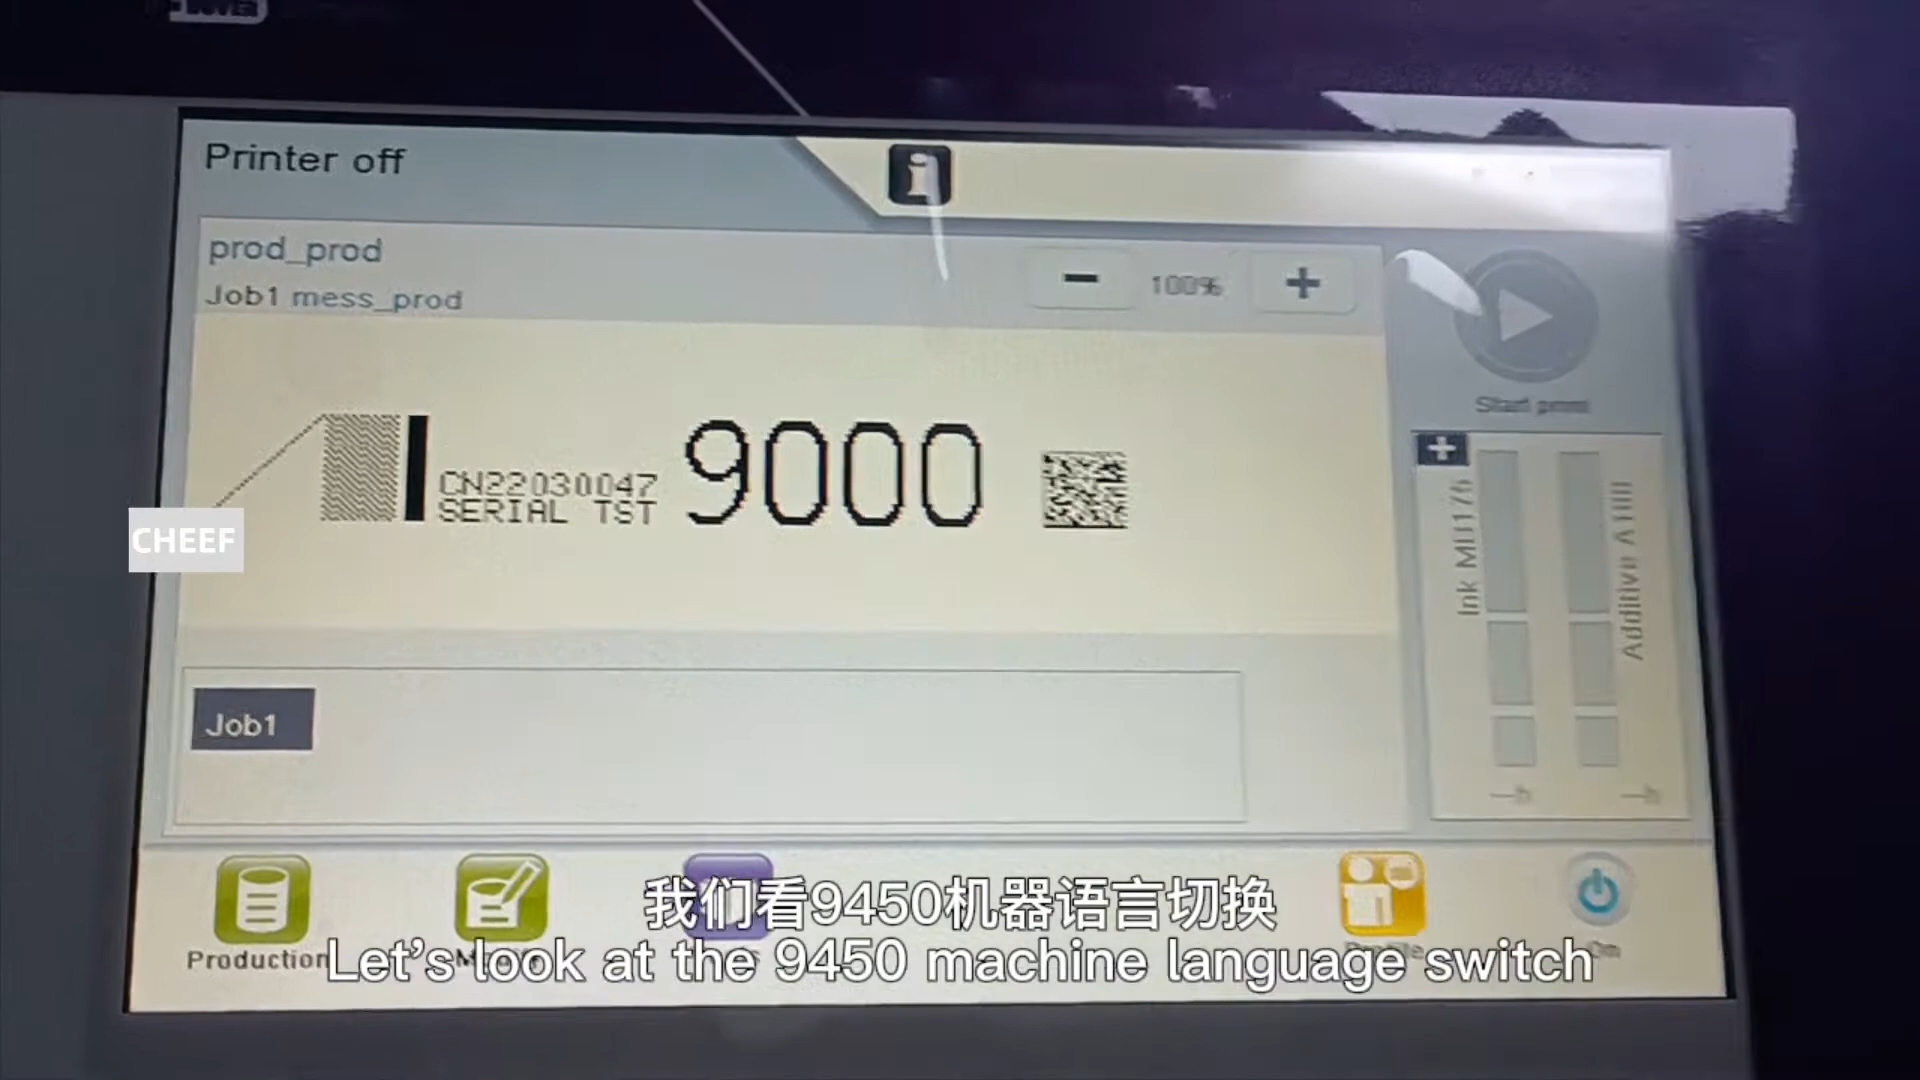 Printer off
prod_prod
Job1 mess_prod
100%
Start print
CN22030047
SERIAL TST
9000
CHEEF
Ink MU176
Job1
Production
我们看9450机器语言切换
Let's look at the 9450 machine language switch